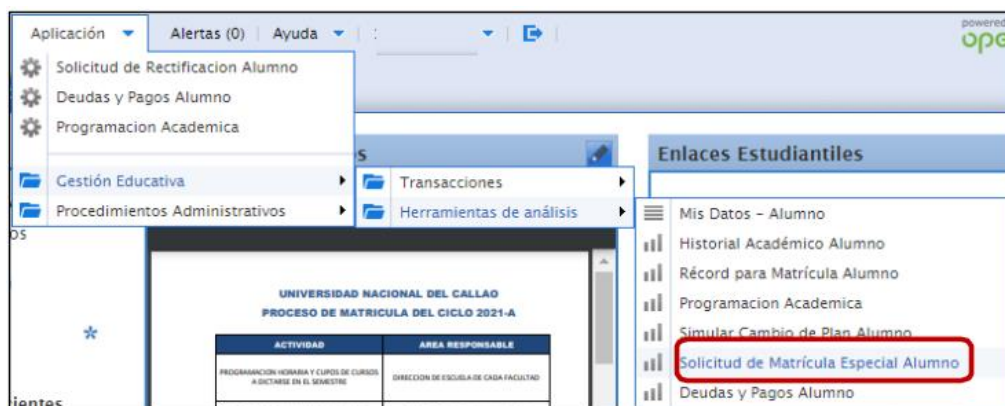 Aplicación Alertas (0) Ayuda :
powered
ope
Solicitud de Rectificacion Alumno
Deudas y Pagos Alumno
Programacion Academica
s
Enlaces Estudiantiles
Gestión Educativa
Transacciones
Procedimientos Administrativos
Herramientas de análisis
Mis Datos - Alumno
Historial Académico Alumno
Récord para Matrícula Alumno
Programacion Academica
Simular Cambio de Plan Alumno
Solicitud de Matrícula Especial Alumno
Deudas y Pagos Alumno
os
*
UNIVERSIDAD NACIONAL DEL CALLAO
PROCESO DE MATRICULA DEL CICLO 2021-A
ACTIVIDAD AREA RESPONSABLE
PROGRAMACION HORARIA Y CUPOS DE CURSOS
A DICTARSE EN EL SEMESTRE
DIRECCION DE ESCUELA DE CADA FACULTAD
ientes